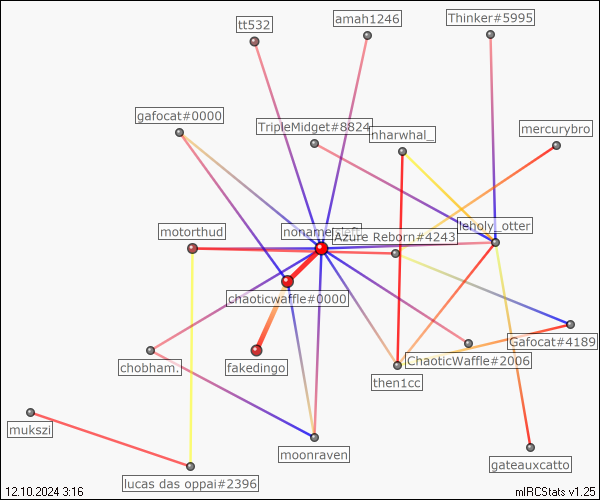 tt532
amah1246
Thinker#5995
gafocat#0000
TripleMidget#8824
nharwhal_
mercurybro
motorthud
Azure Reborn#4243
leholy_otter
chaoticwaffle#0000
Gafocat#4189
chobham.
fakedingo
ChaoticWaffle#2006
then1cc
mukszi
moonraven
gateauxcatto
lucas das oppai#2396
12.10.2024 3:16
mIRCStats v1.25